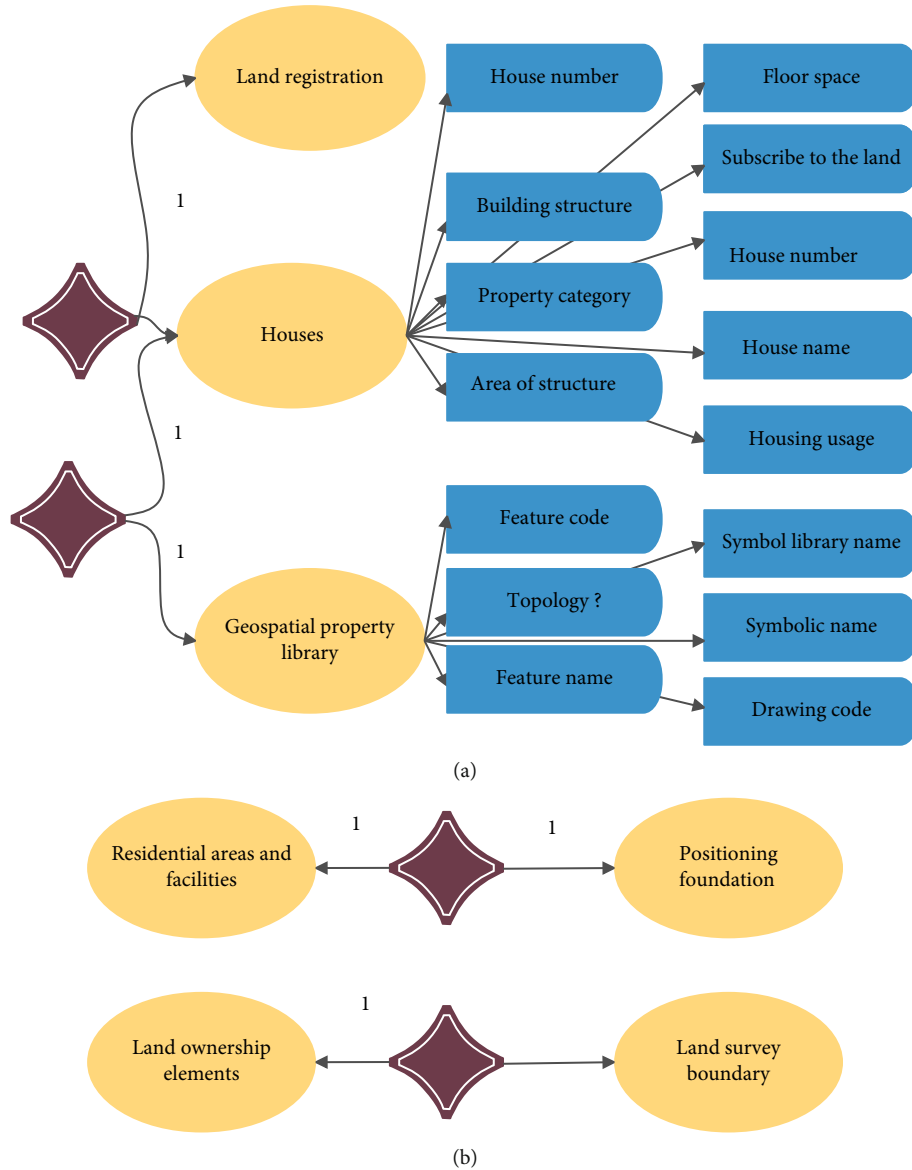 Land registration
House number
Floor space
Subscribe to the land
1
Building structure
House number
Property category
Houses
House name
Area of structure
1
Housing usage
Feature code
1
Symbol library name
Topology ?
Geospatial property
library
Symbolic name
Feature name
Drawing code
(a)
1
1
Residential areas and
facilities
Positioning
foundation
1
Land ownership
elements
Land survey
boundary
(b)